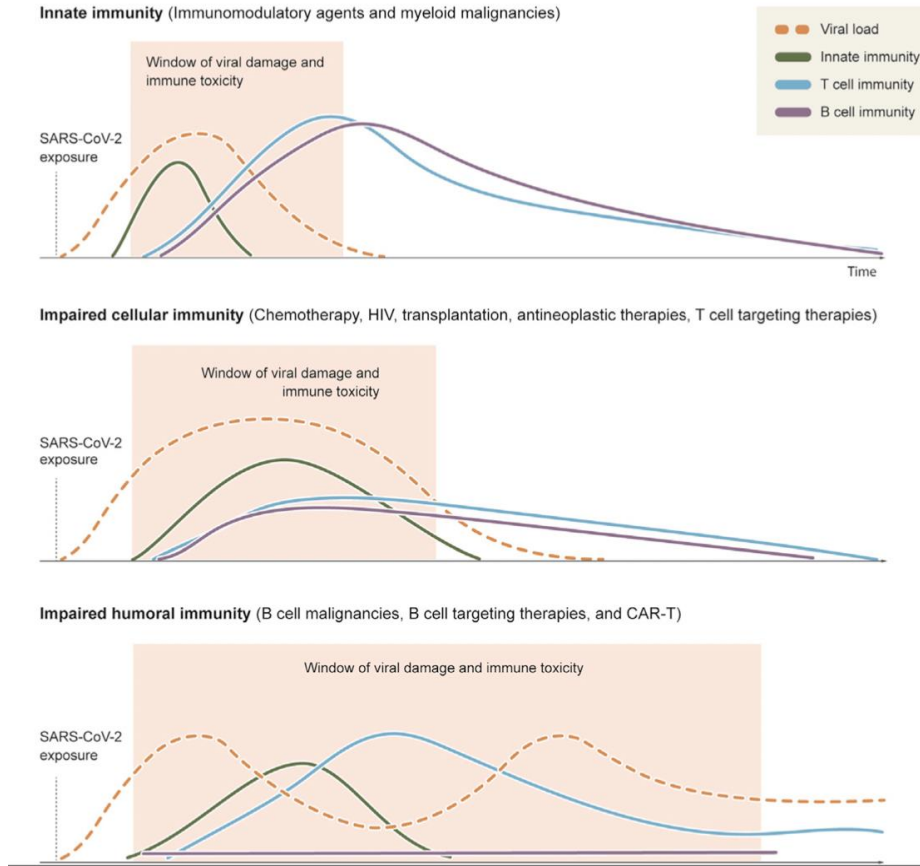 Innate immunity (Immunomodulatory agents and myeloid malignancies)
Viral load
Innate immunity
T cell immunity
B cell immunity
Window of viral damage and
immune toxicity
SARS-CoV-2
exposure
Time
Impaired cellular immunity (Chemotherapy, HIV, transplantation, antineoplastic therapies, T cell targeting therapies)
Window of viral damage and
immune toxicity
SARS-CoV-2
exposure
Impaired humoral immunity (B cell malignancies, B cell targeting therapies, and CAR-T)
Window of viral damage and immune toxicity
SARS-CoV-2
exposure